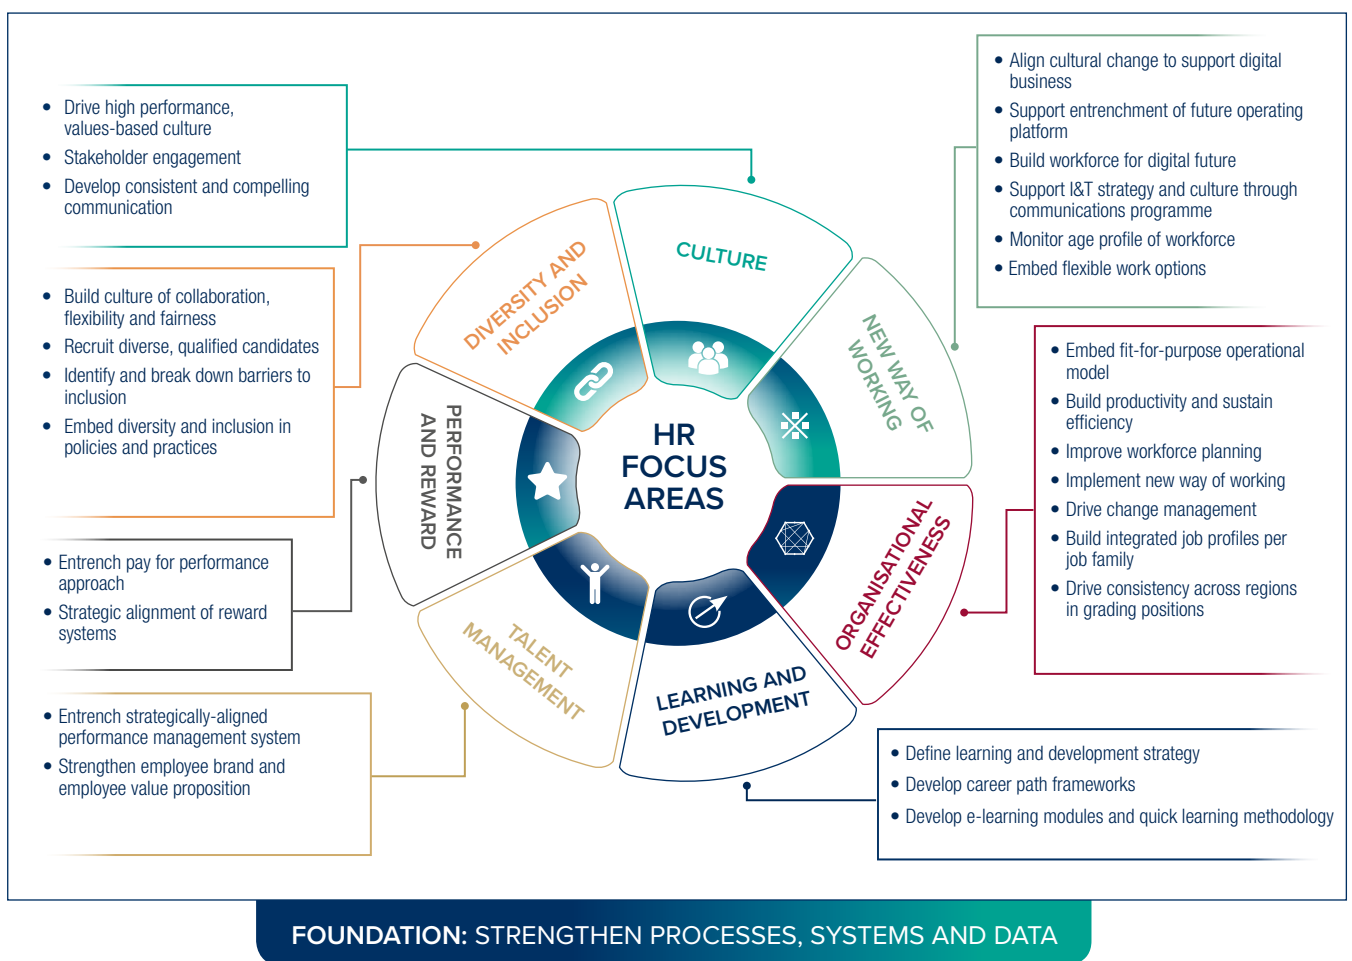 • Drive high performance,
values-based culture
• Stakeholder engagement
• Develop consistent and compelling
communication
• Build culture of collaboration,
flexibility and fairness
• Recruit diverse, qualified candidates
• Identify and break down barriers to
inclusion
• Embed diversity and inclusion in
policies and practices
• Entrench pay for performance
approach
• Strategic alignment of reward
systems
• Entrench strategically-aligned
performance management system
• Strengthen employee brand and
employee value proposition
CULTURE
DIVERSITY AND
INCLUSION
NEW WAY OF
WORKING
PERFORMANCE
AND REWARD
HR
FOCUS
AREAS
ORGANISATIONAL
EFFECTIVENESS
TALENT
MANAGEMENT
LEARNING AND
DEVELOPMENT
• Align cultural change to support digital
business
• Support entrenchment of future operating
platform
• Build workforce for digital future
• Support I&T strategy and culture through
communications programme
• Monitor age profile of workforce
• Embed flexible work options
• Embed fit-for-purpose operational
model
• Build productivity and sustain
efficiency
• Improve workforce planning
• Implement new way of working
• Drive change management
• Build integrated job profiles per
job family
• Drive consistency across regions
in grading positions
• Define learning and development strategy
• Develop career path frameworks
• Develop e-learning modules and quick learning methodology
FOUNDATION: STRENGTHEN PROCESSES, SYSTEMS AND DATA